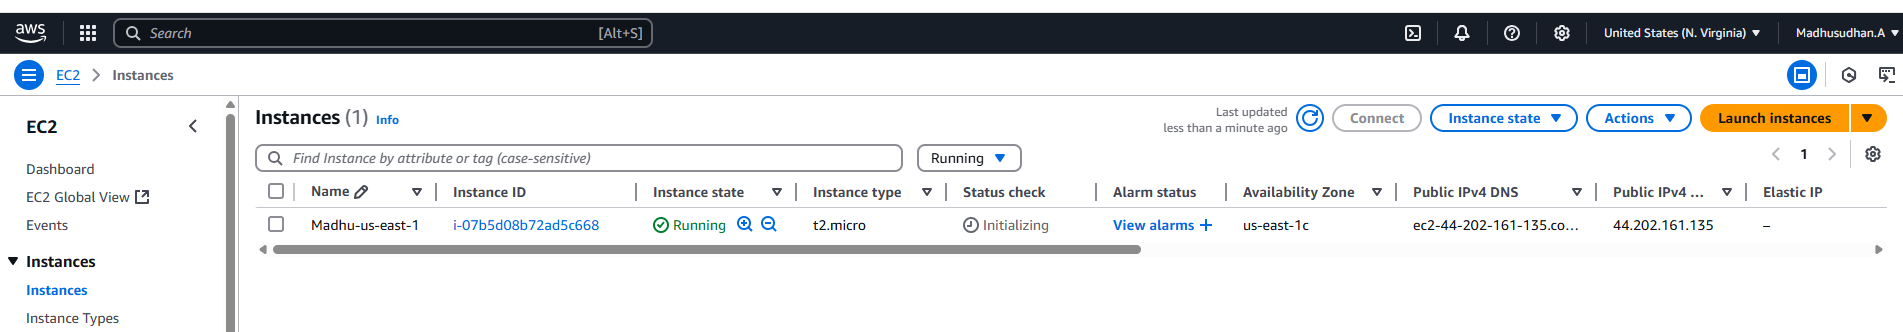 aws Search [Alt+S] United States (N. Virginia) Madhusudhan.A
EC2 Instances
EC2
Dashboard
EC2 Global View
Events
Instances
Instances
Instance Types
Instances (1) Info
Last updated
less than a minute ago
Connect Instance state Actions Launch instances
Find Instance by attribute or tag (case-sensitive) Running 1
Name Instance ID Instance state Instance type Status check Alarm status Availability Zone Public IPv4 DNS Public IPv4 ... Elastic IP
Madhu-us-east-1 i-07b5d08b72ad5c668 Running t2.micro Initializing View alarms + us-east-1c ec2-44-202-161-135.co... 44.202.161.135 –